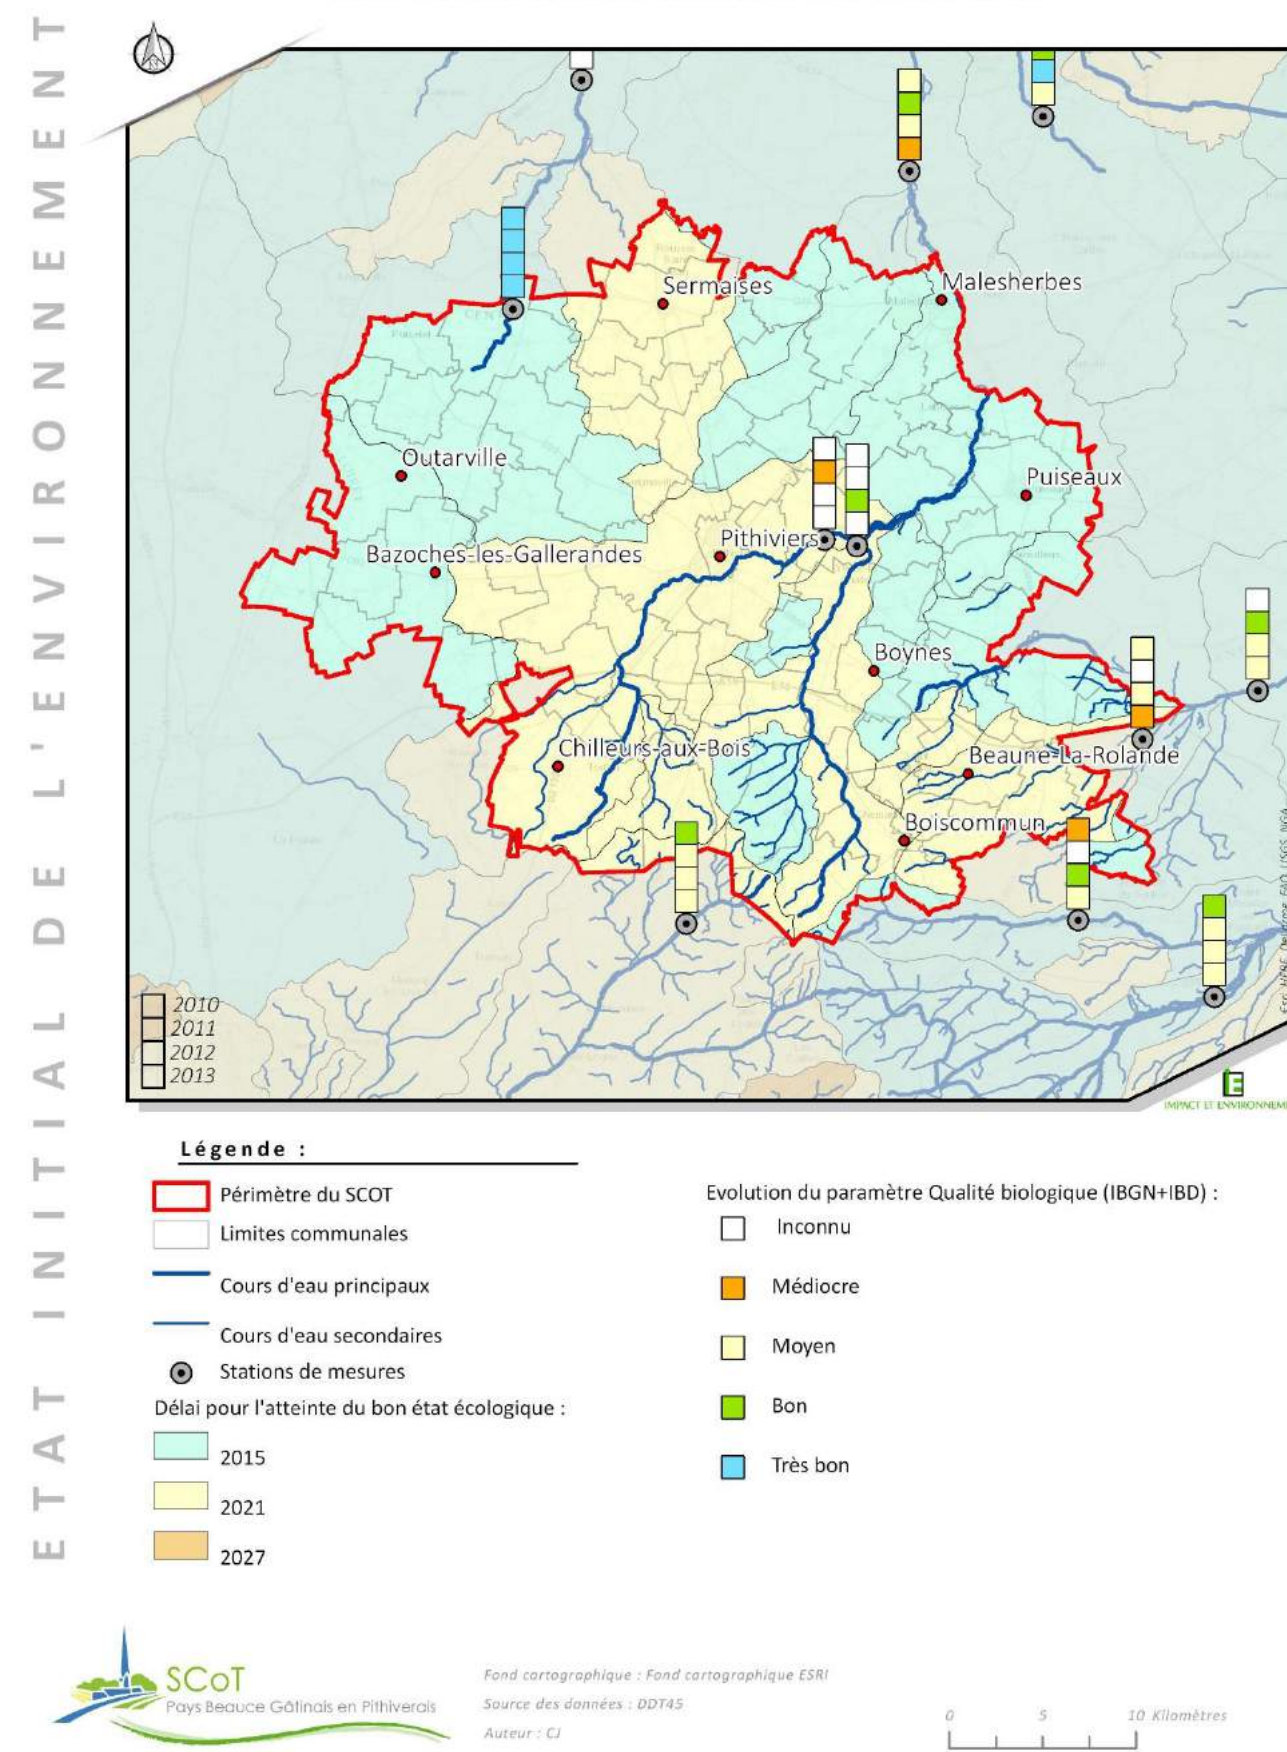 ETAT INITIAL DE L'ENVIRONNEMENT
Sermaises
Malesherbes
Outarville
Puiseaux
Pithiviers
Bazoches-les-Gallerandes
Boynes
Chilleurs-aux-Bois
Beaune-La-Rolande
Boiscommun
2010
2011
2012
2013
IE
IMPACT ET ENVIRONNEM
Légende :
Périmètre du SCOT
Limites communales
Cours d'eau principaux
Cours d'eau secondaires
Stations de mesures
Délai pour l'atteinte du bon état écologique :
2015
2021
2027
Evolution du paramètre Qualité biologique (IBGN+IBD) :
Inconnu
Médiocre
Moyen
Bon
Très bon
SCoT
Pays Beauce Gâtinais en Pithiverais
Fond cartographique : Fond cartographique ESRI
Source des données : DDT45
Auteur : CJ
0 5 10 Kilomètres